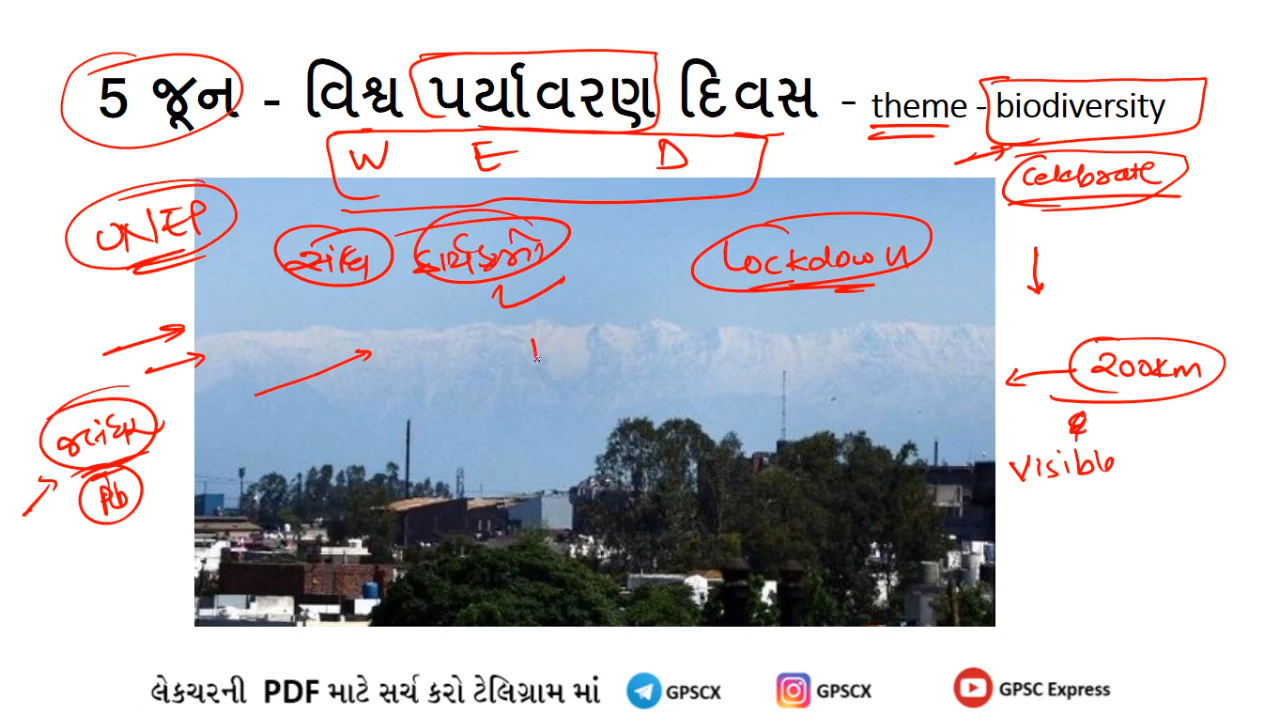 5 જૂન - વિશ્વ પર્યાવરણ દિવસ - theme - biodiversity
W E D
Celebrate
UNEP
સંધિ કાર્યક્રમો Lockdown
200km
જલંધર
Pb
visible
લેકચરની PDF માટે સર્ચ કરો ટેલિગ્રામ માં GPSCX GPSCX GPSC Express